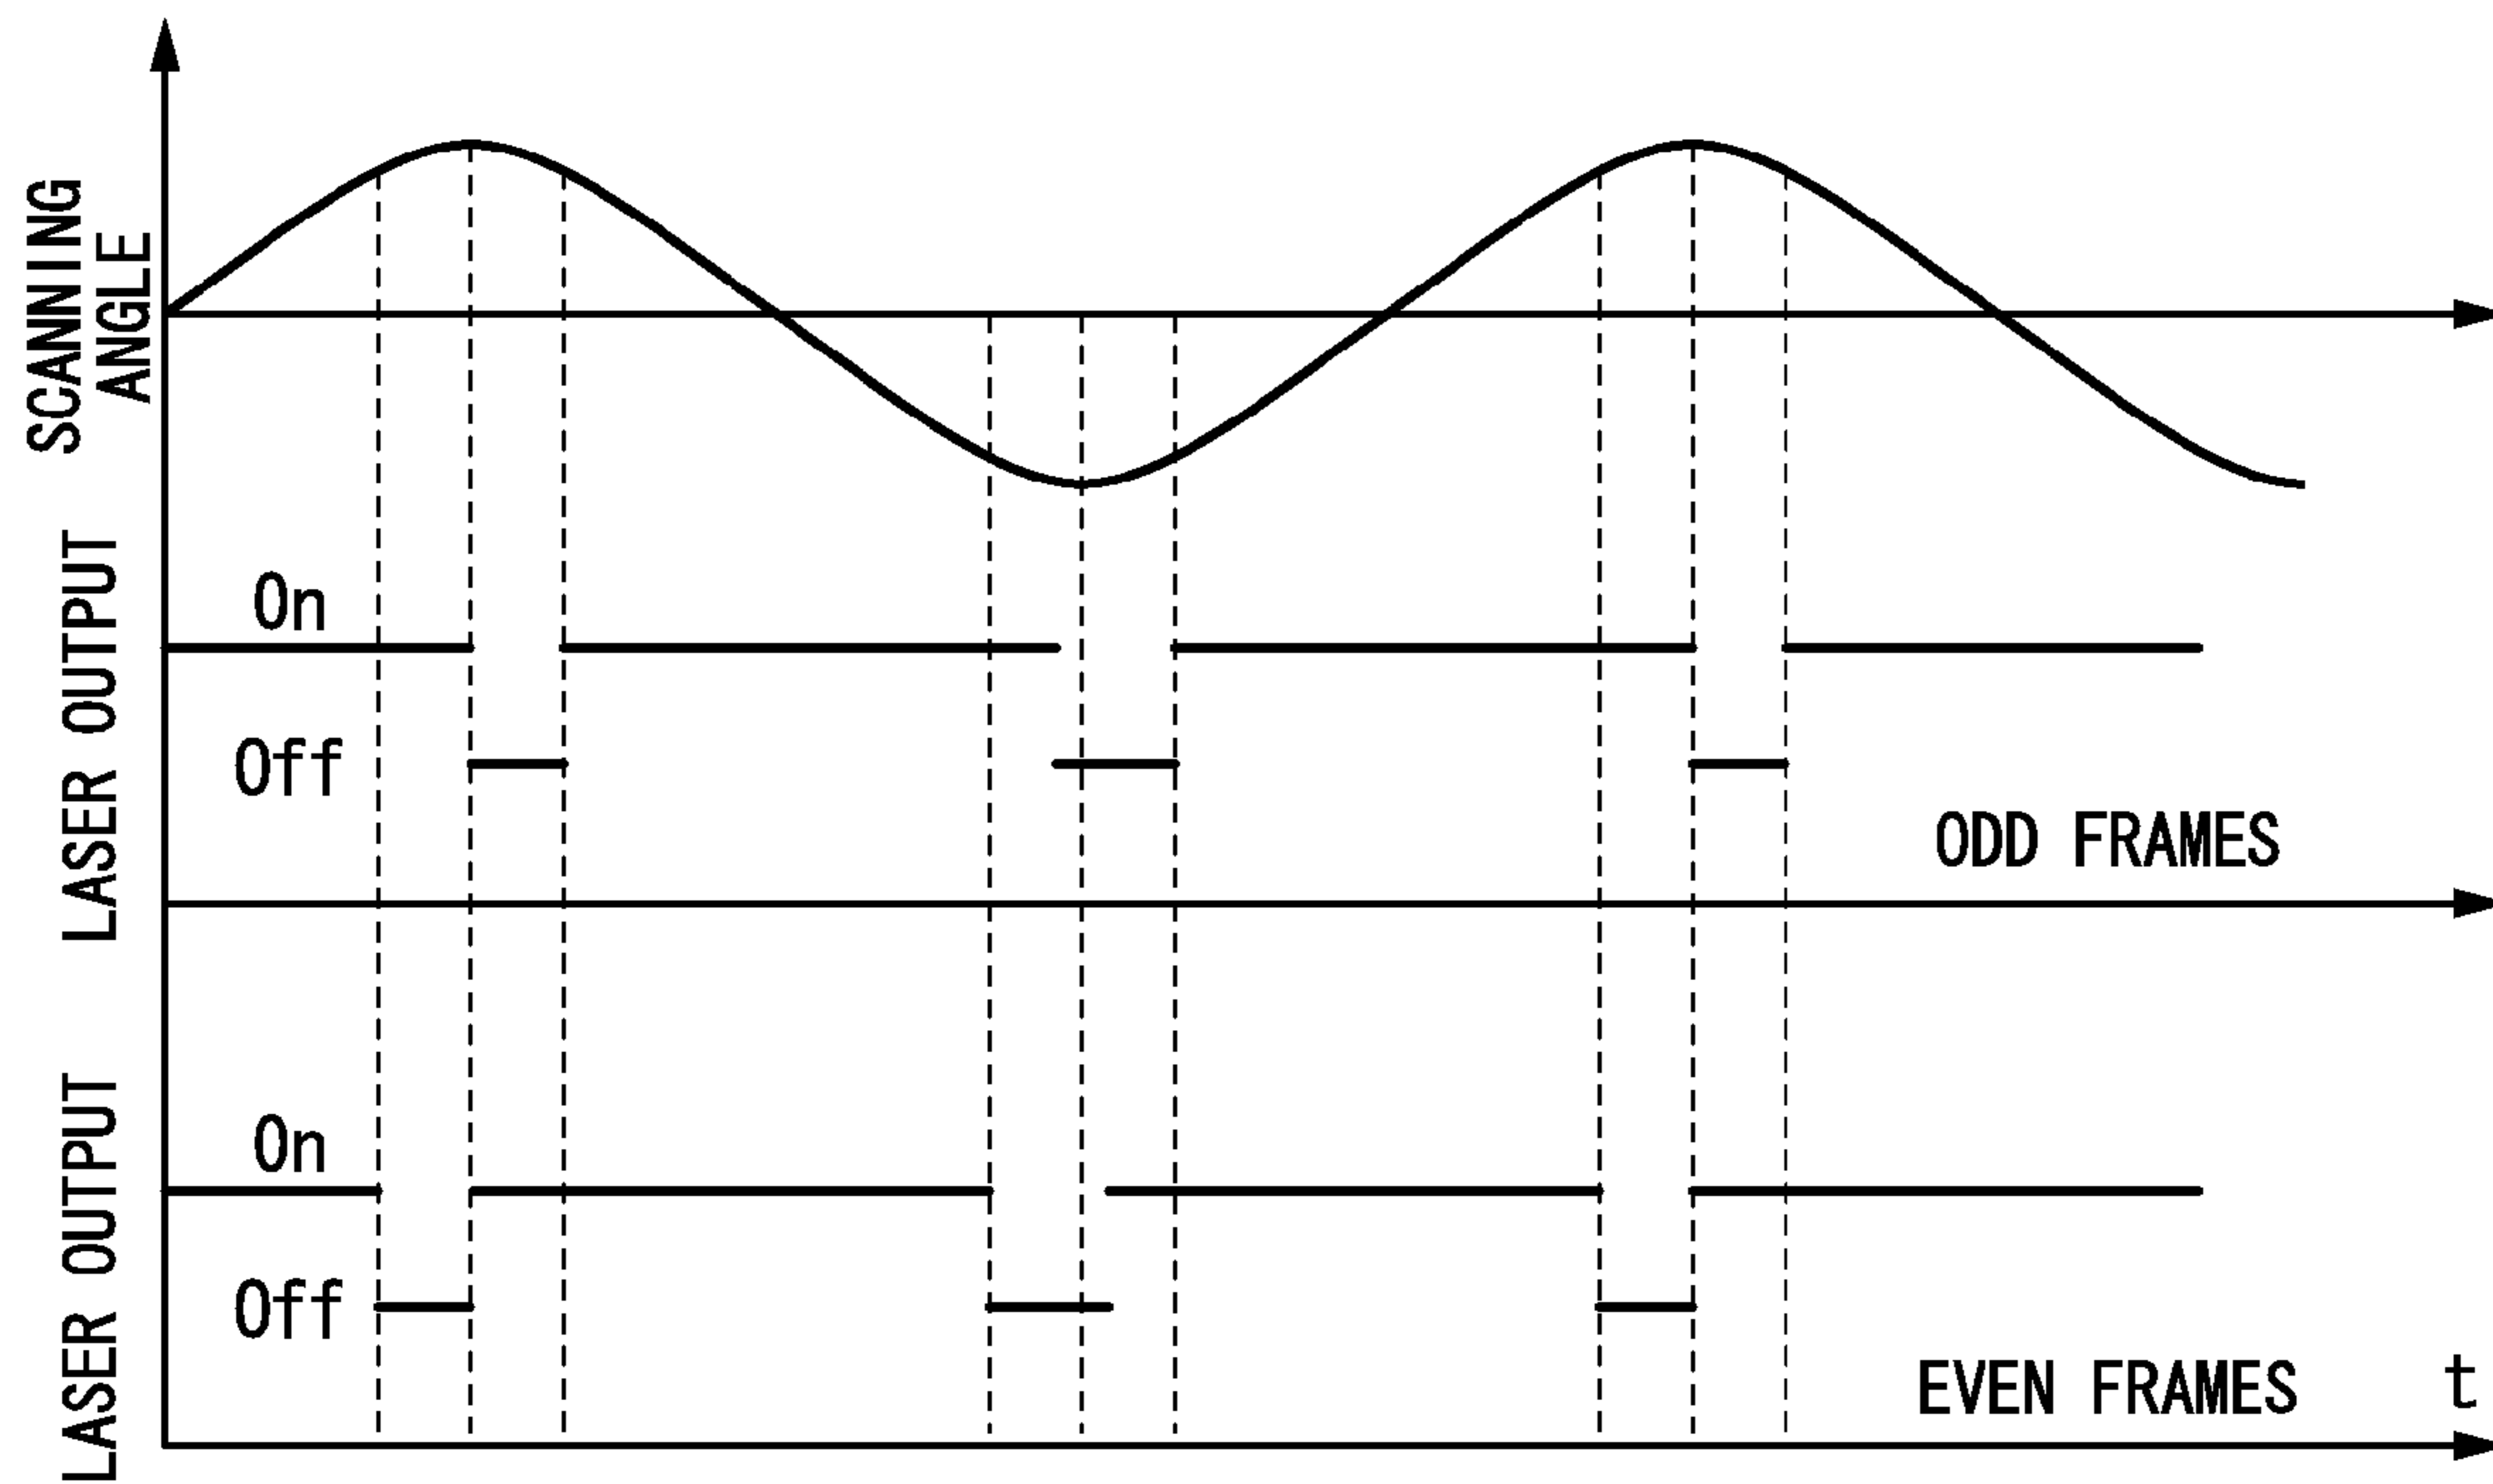 SCANNING
ANGLE
LASER OUTPUT
On
Off
ODD FRAMES
LASER OUTPUT
On
Off
EVEN FRAMES
t